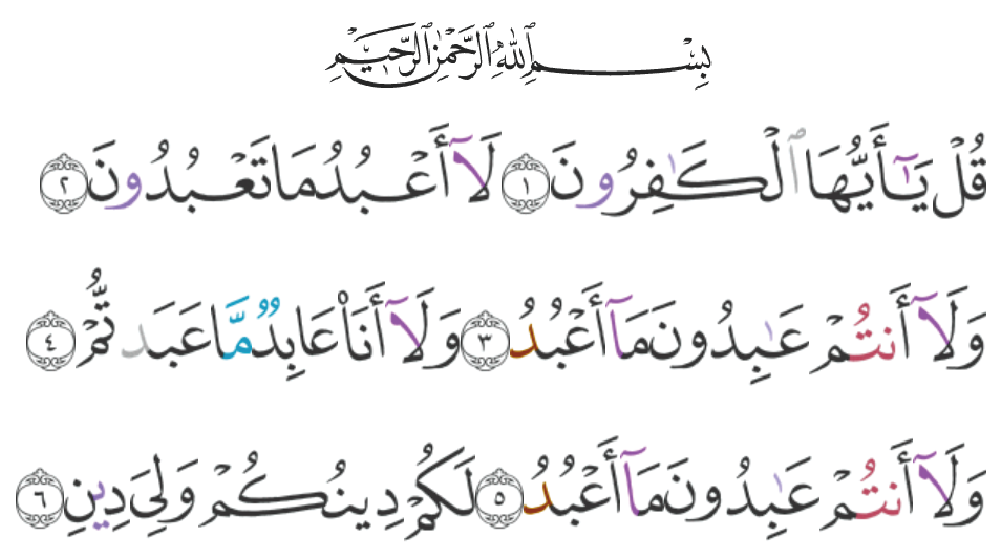 بِسْمِ ٱللَّهِ ٱلرَّحْمَٰنِ ٱلرَّحِيمِ
قُلْ يَٰٓأَيُّهَا ٱلْكَٰفِرُونَ ١ لَآ أَعْبُدُ مَا تَعْبُدُونَ ٢
وَلَآ أَنتُمْ عَٰبِدُونَ مَآ أَعْبُدُ ٣ وَلَآ أَنَا۠ عَابِدٌ مَّا عَبَدتُّمْ ٤
وَلَآ أَنتُمْ عَٰبِدُونَ مَآ أَعْبُدُ ٥ لَكُمْ دِينُكُمْ وَلِىَ دِينِ ٦